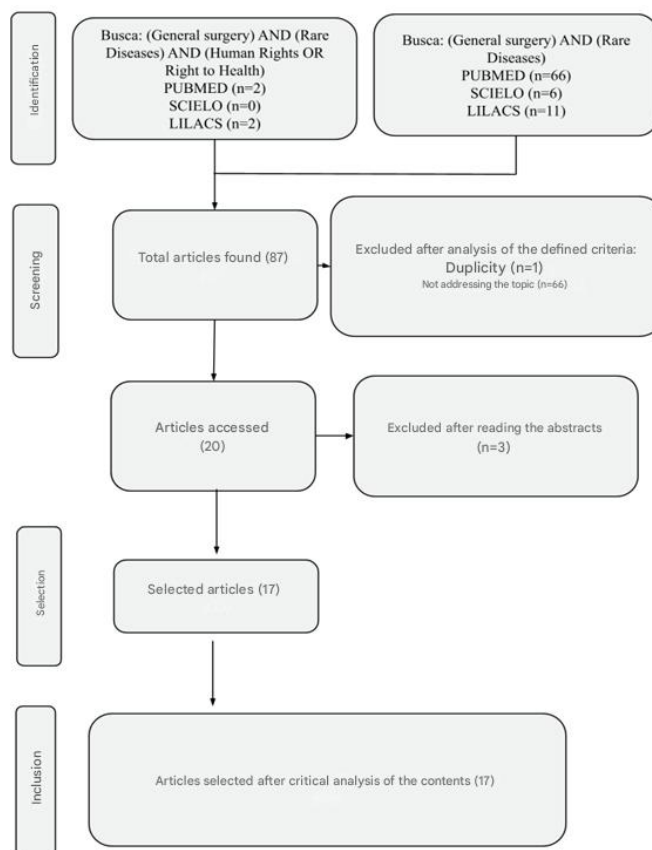 Identification
Busca: (General surgery) AND (Rare
Diseases) AND (Human Rights OR
Right to Health)
PUBMED (n=2)
SCIELO (n=0)
LILACS (n=2)
Busca: (General surgery) AND (Rare
Diseases)
PUBMED (n=66)
SCIELO (n=6)
LILACS (n=11)
Screening
Total articles found (87)
Excluded after analysis of the defined criteria:
Duplicity (n=1)
Not addressing the topic (n=66)
Articles accessed
(20)
Excluded after reading the abstracts
(n=3)
Selection
Selected articles (17)
Inclusion
Articles selected after critical analysis of the contents (17)